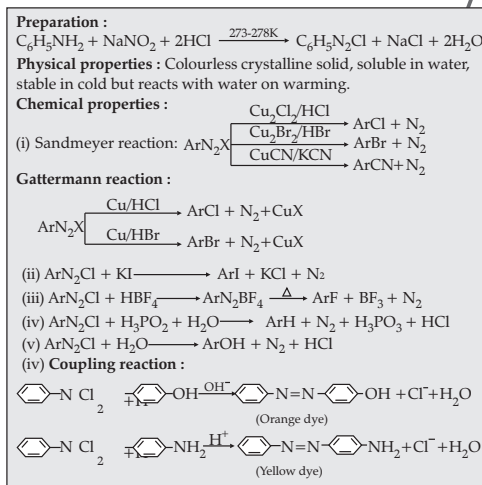 Preparation :
C₆H₅NH₂ + NaNO₂ + 2HCl 273-278K → C₆H₅N₂Cl + NaCl + 2H₂O
Physical properties : Colourless crystalline solid, soluble in water,
stable in cold but reacts with water on warming.
Chemical properties :
Cu₂Cl₂/HCl → ArCl + N₂
(i) Sandmeyer reaction: ArN₂X Cu₂Br₂/HBr → ArBr + N₂
CuCN/KCN → ArCN+N₂
Gattermann reaction :
Cu/HCl → ArCl + N₂+CuX
ArN₂X
Cu/HBr → ArBr + N₂+CuX
(ii) ArN₂Cl + KI → ArI + KCl + N₂
(iii) ArN₂Cl + HBF₄ → ArN₂BF₄ Δ → ArF + BF₃ + N₂
(iv) ArN₂Cl + H₃PO₂ + H₂O → ArH + N₂ + H₃PO₃ + HCl
(v) ArN₂Cl + H₂O → ArOH + N₂ + HCl
(iv) Coupling reaction :
N Cl₂ + OH OH⁻ → N=N OH +Cl⁻+H₂O
(Orange dye)
N Cl₂ + NH₂ H⁺ → N=N NH₂+Cl⁻ +H₂O
(Yellow dye)